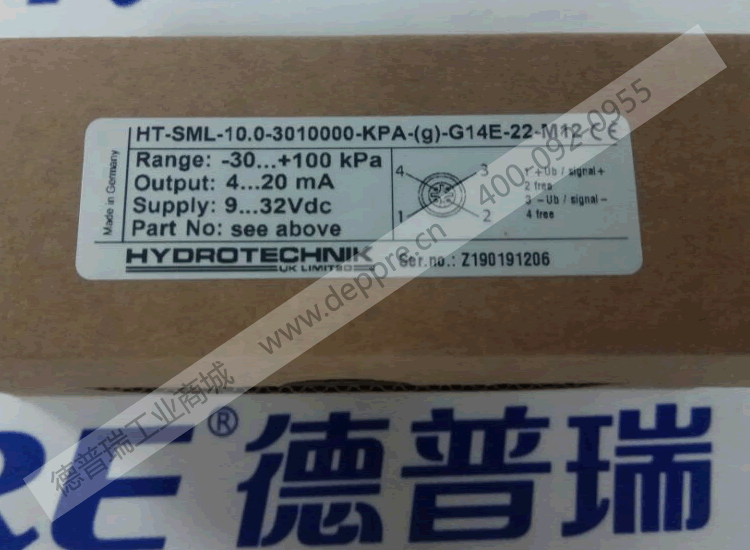 HT-SML-10.0-3010000-KPA-(g)-G14E-22-M12 CE
Made in Germany
Range: -30...+100 kPa
Output: 4...20 mA
Supply: 9...32Vdc
Part No: see above
4 3
1 2
1 +Ub / signal+
2 free
3 -Ub / signal-
4 free
HYDROTECHNIK
UK LIMITED
Ser.no.: Z190191206
德普瑞工业商城 www.deppre.cn 400-092-0955
RE® 德普瑞